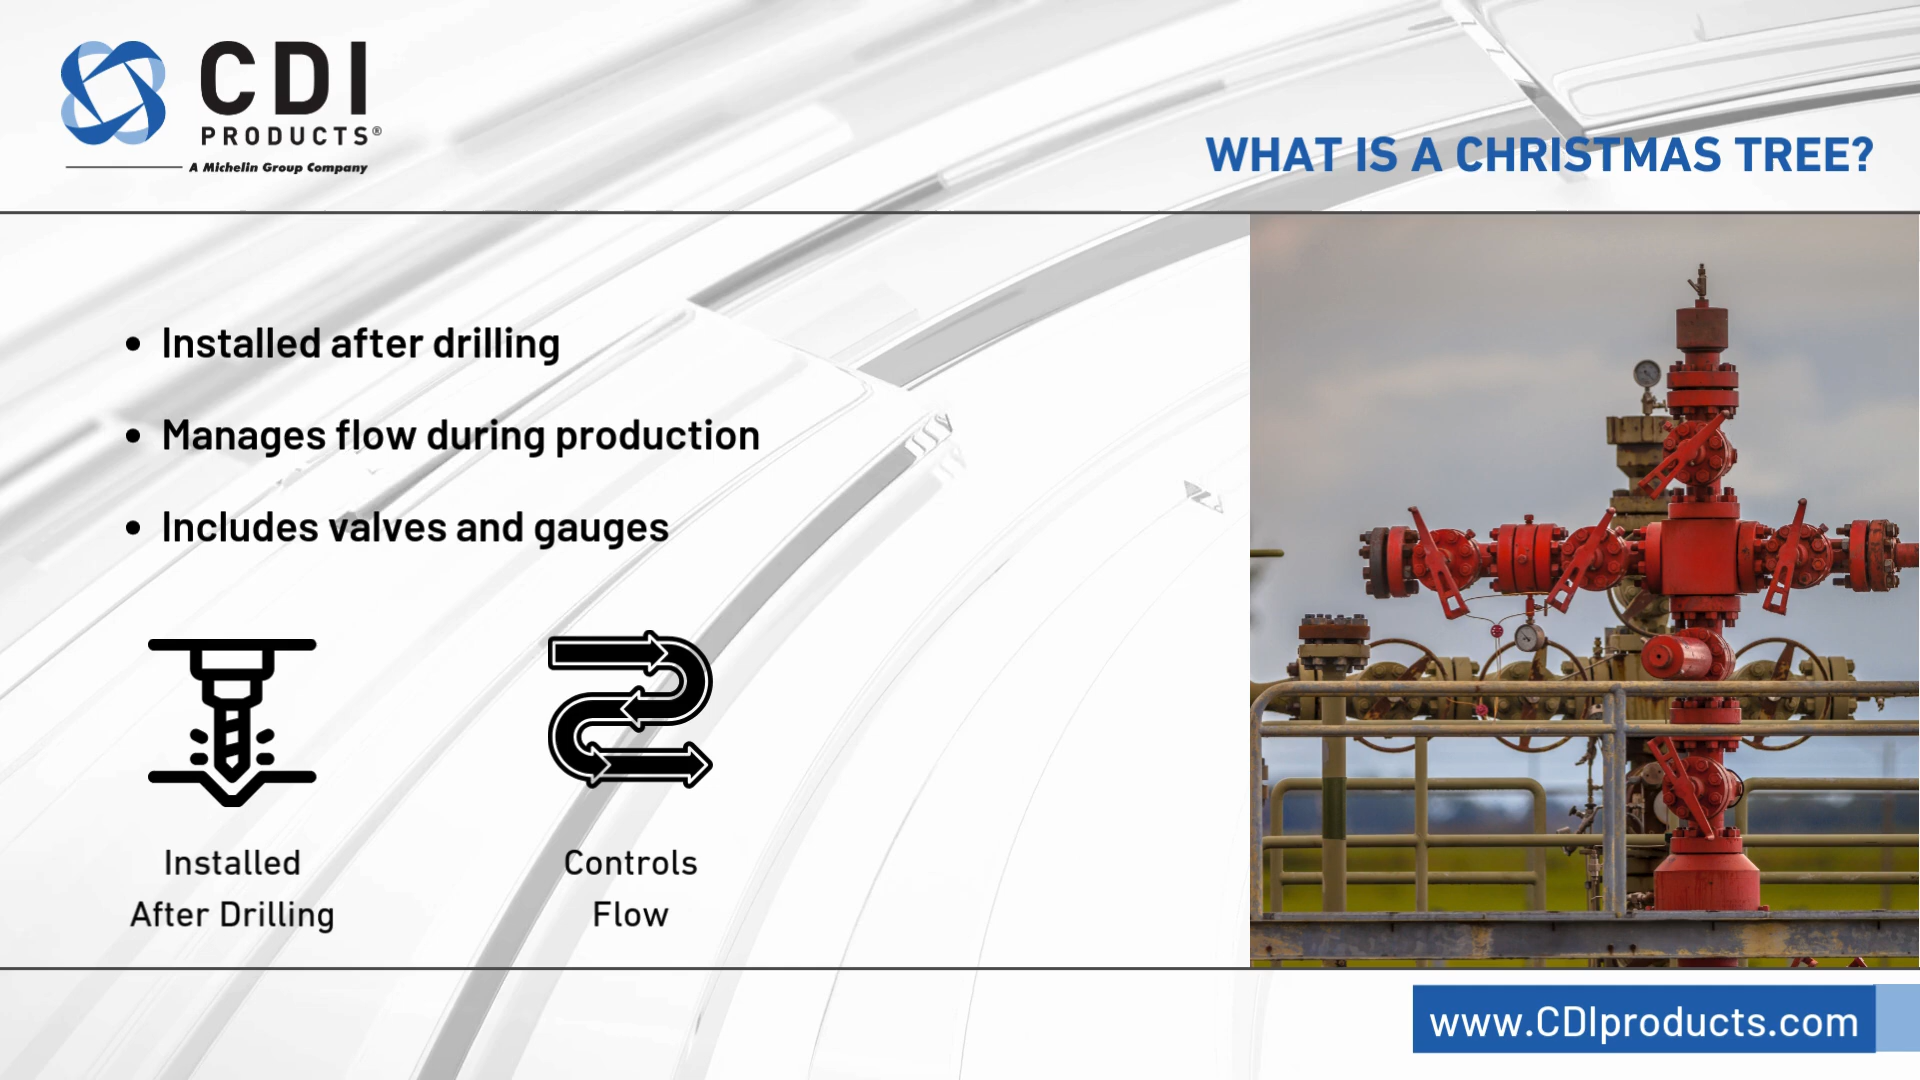 CDI
PRODUCTS®
A Michelin Group Company
WHAT IS A CHRISTMAS TREE?
• Installed after drilling
• Manages flow during production
• Includes valves and gauges
Installed
After Drilling
Controls
Flow
www.CDIproducts.com